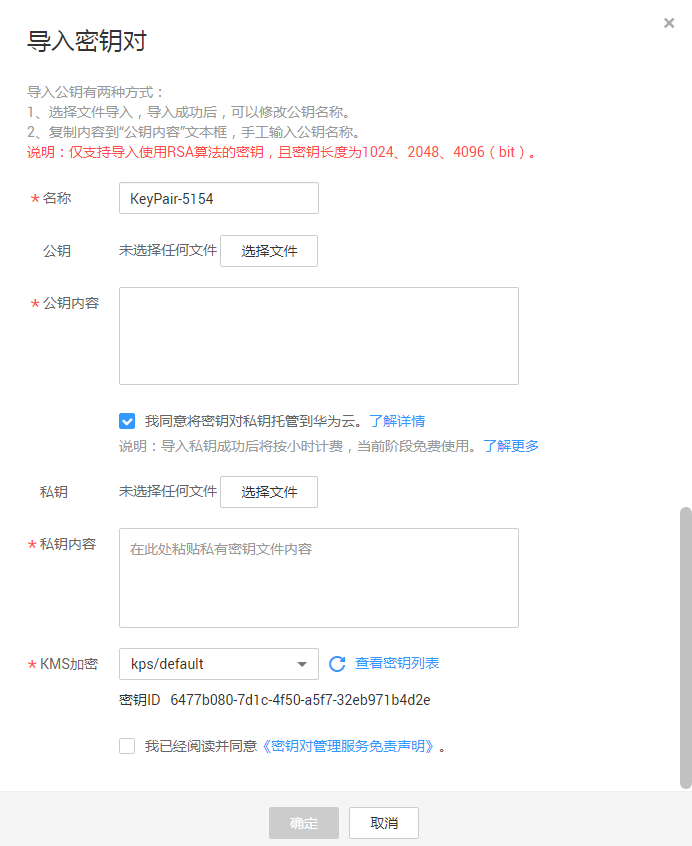 导入密钥对
导入公钥有两种方式：
1、选择文件导入，导入成功后，可以修改公钥名称。
2、复制内容到“公钥内容”文本框，手工输入公钥名称。
说明：仅支持导入使用RSA算法的密钥，且密钥长度为1024、2048、4096（bit）。
* 名称 KeyPair-5154
公钥 未选择任何文件 选择文件
* 公钥内容
我同意将密钥对私钥托管到华为云。了解详情
说明：导入私钥成功后将按小时计费，当前阶段免费使用。了解更多
私钥 未选择任何文件 选择文件
* 私钥内容 在此处粘贴私有密钥文件内容
* KMS加密 kps/default 查看密钥列表
密钥ID 6477b080-7d1c-4f50-a5f7-32eb971b4d2e
我已经阅读并同意《密钥对管理服务免责声明》。
确定 取消